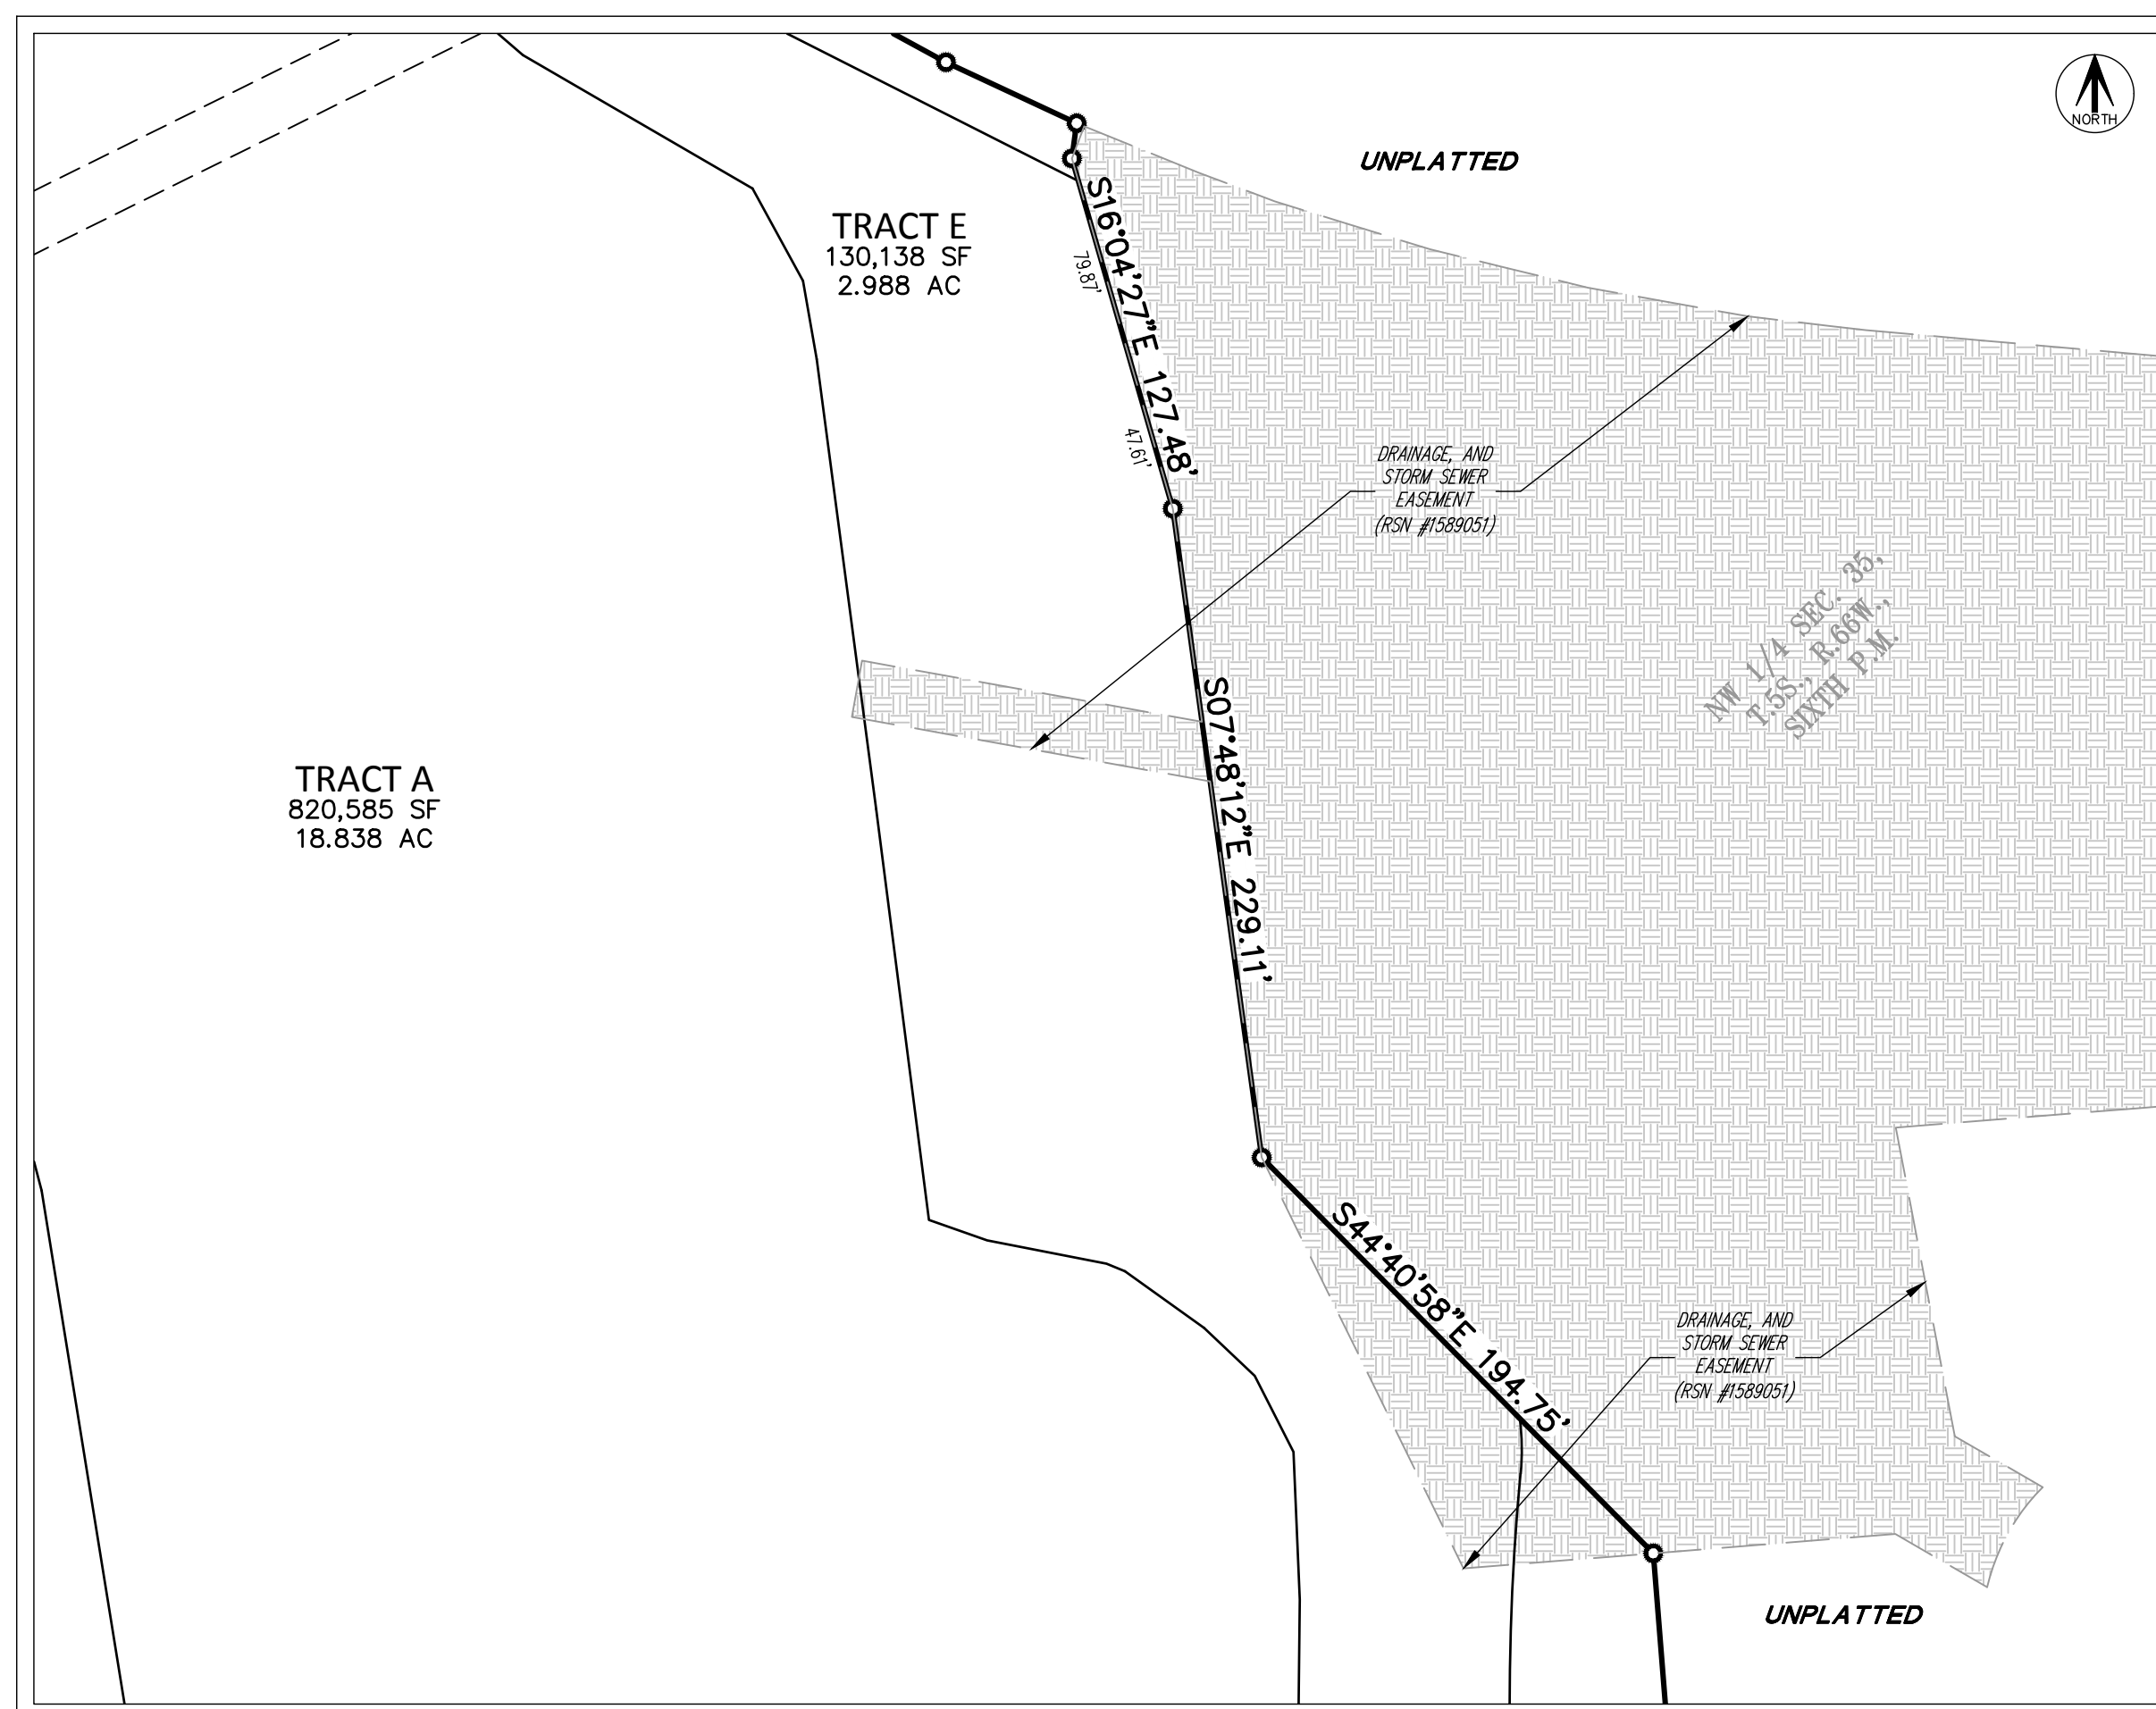 NORTH
UNPLATTED
TRACT E
130,138 SF
2.988 AC
S16°04'27"E 127.48'
79.87'
47.61'
DRAINAGE, AND
STORM SEWER
EASEMENT
(RSN #1589051)
NW 1/4 SEC. 35,
T.5S., R.66W.,
SIXTH P.M.
S07°48'12"E 229.11'
TRACT A
820,585 SF
18.838 AC
S44°40'58"E 194.75'
DRAINAGE, AND
STORM SEWER
EASEMENT
(RSN #1589051)
UNPLATTED